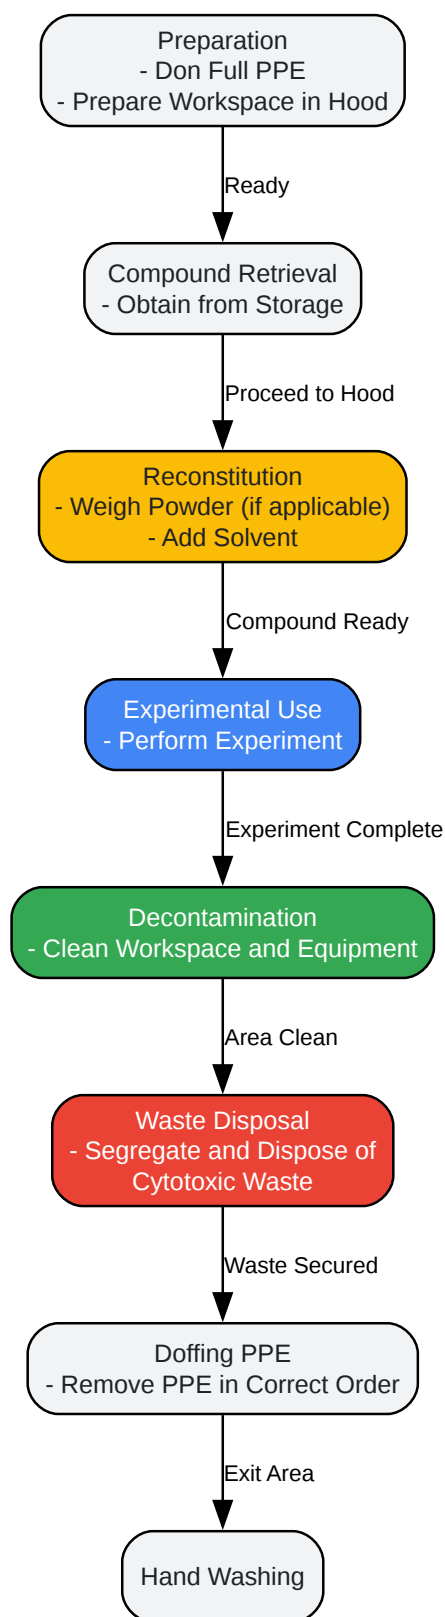 Preparation
- Don Full PPE
- Prepare Workspace in Hood
Ready
Compound Retrieval
- Obtain from Storage
Proceed to Hood
Reconstitution
- Weigh Powder (if applicable)
- Add Solvent
Compound Ready
Experimental Use
- Perform Experiment
Experiment Complete
Decontamination
- Clean Workspace and Equipment
Area Clean
Waste Disposal
- Segregate and Dispose of
Cytotoxic Waste
Waste Secured
Doffing PPE
- Remove PPE in Correct Order
Exit Area
Hand Washing